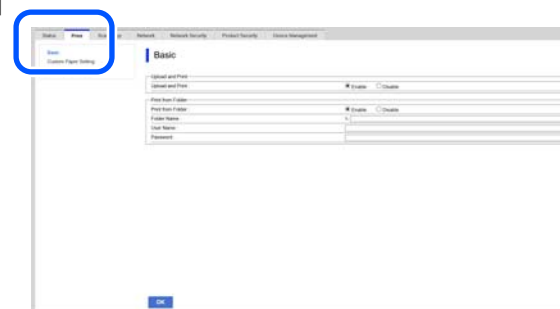 Status Print Network Network Security Product Security Device Management
Basic
Custom Paper Setting
Basic
Upload and Print
Upload and Print Enable Disable
Print from Folder
Print from Folder Enable Disable
Folder Name
User Name
Password
OK